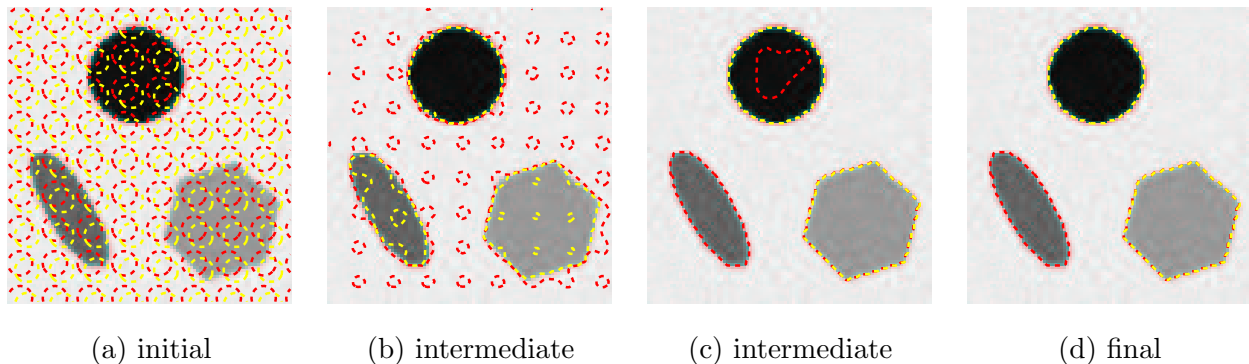 (a) initial
(b) intermediate
(c) intermediate
(d) final